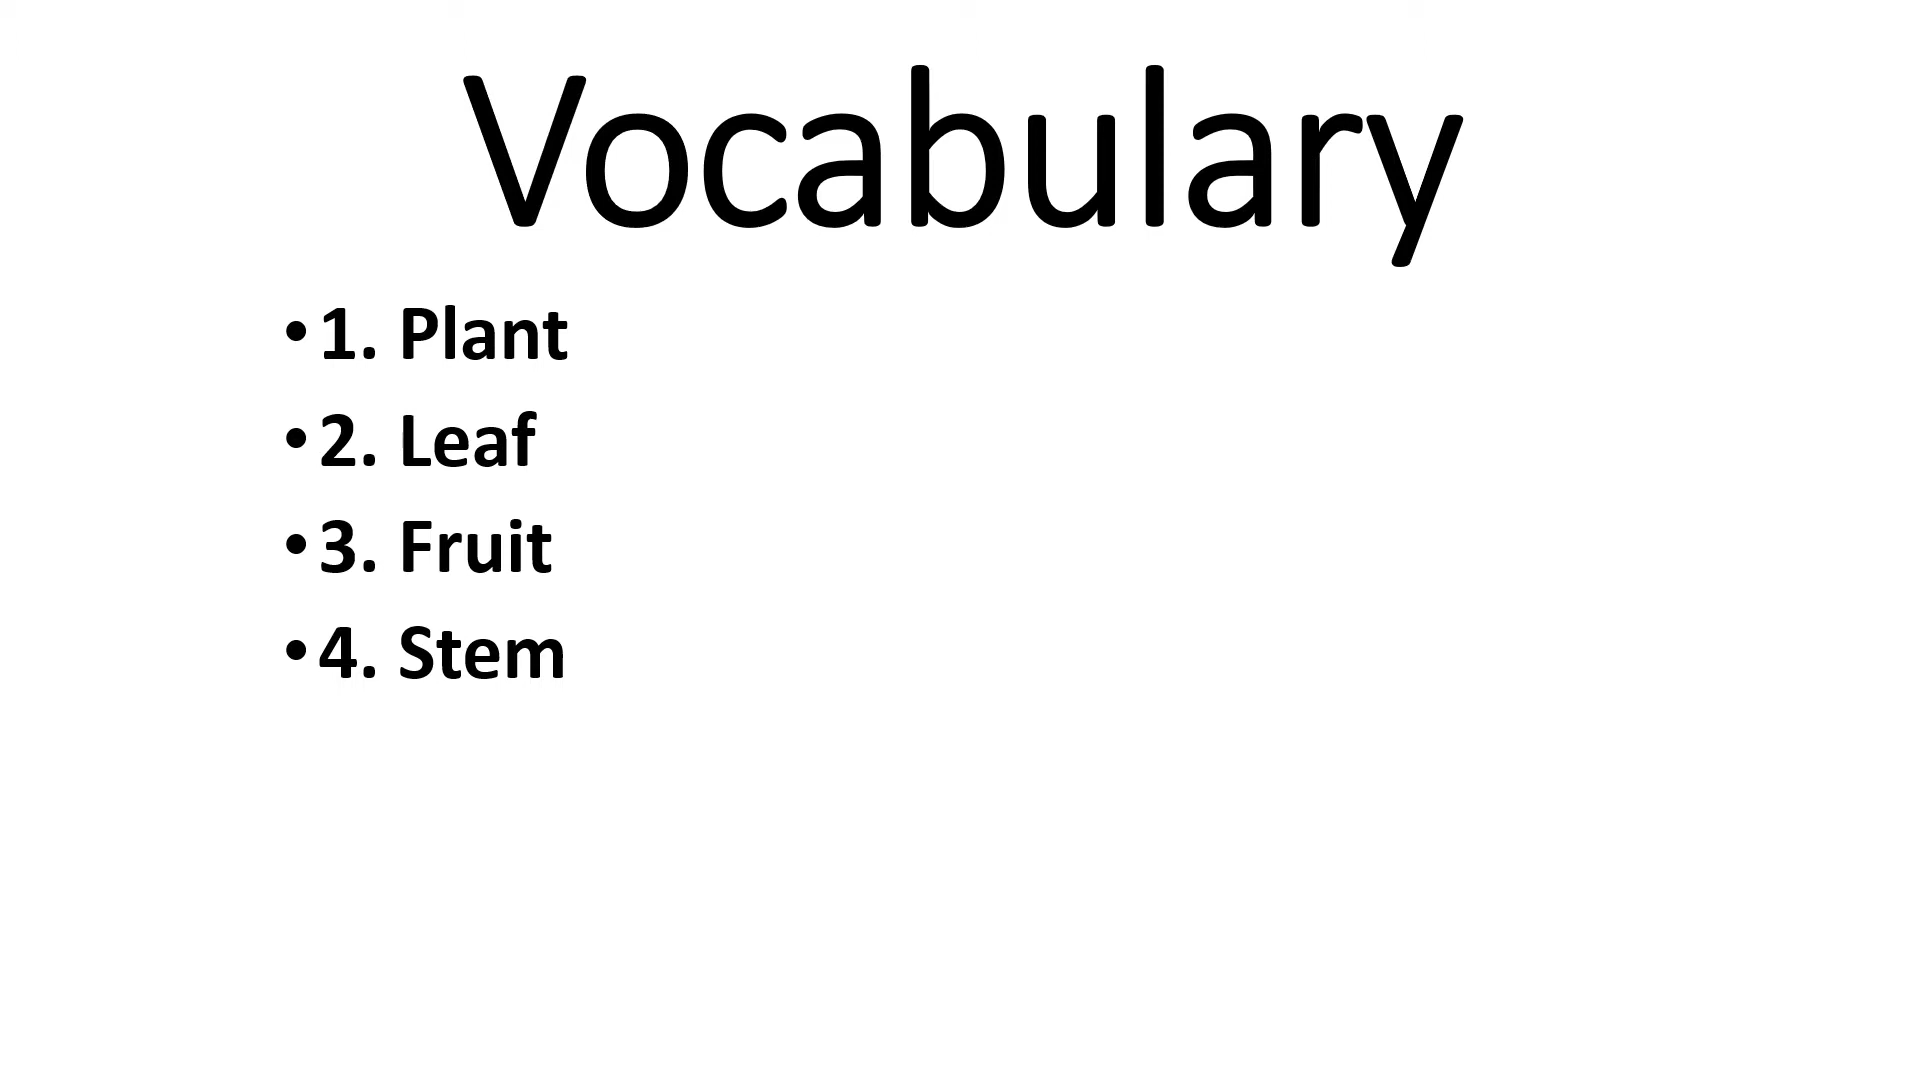 Vocabulary
• 1. Plant
• 2. Leaf
• 3. Fruit
• 4. Stem